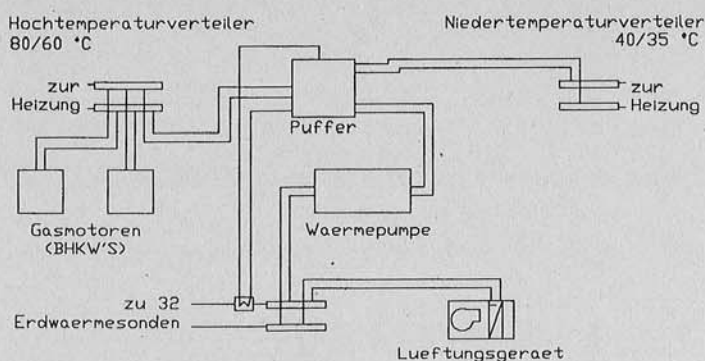 Hochtemperaturverteiler
80/60 °C
Niedertemperaturverteiler
40/35 °C
zur
Heizung
zur
Heizung
Puffer
Gasmotoren
(BHKW'S)
Waermepumpe
zu 32
Erdwaermesonden
Lueftungsgeraet